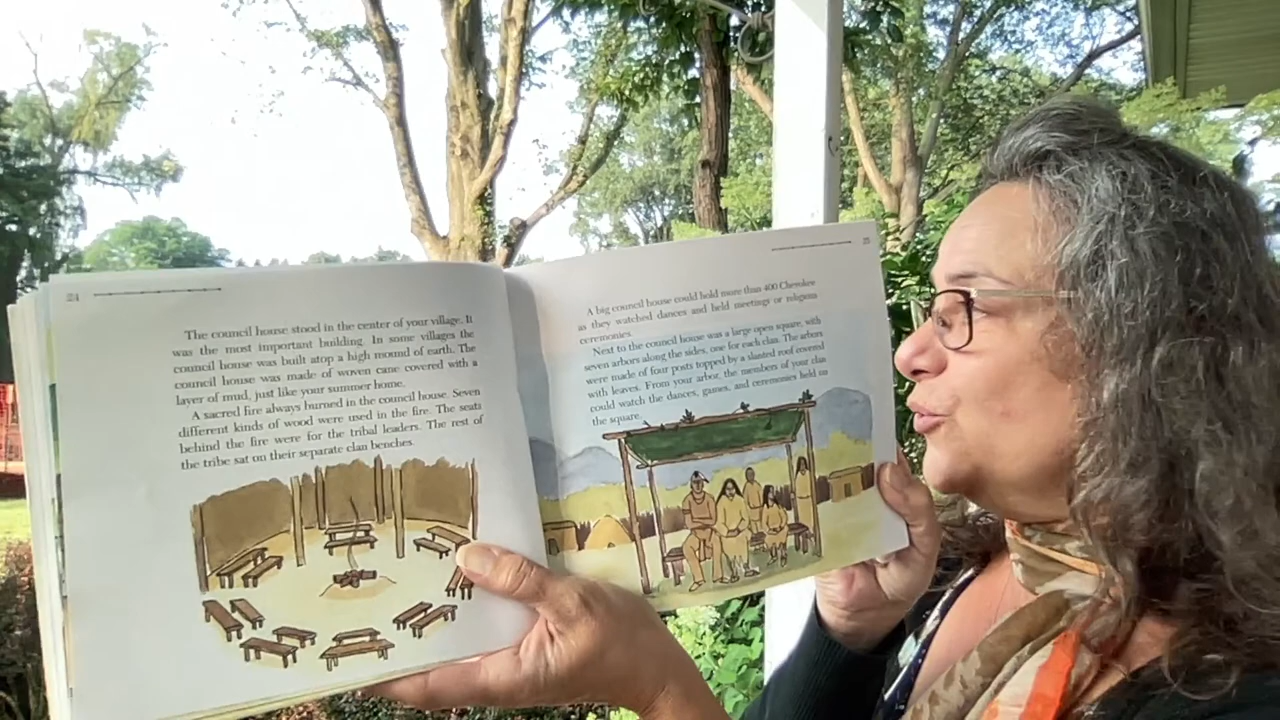 24
The council house stood in the center of your village. It
was the most important building. In some villages the
council house was built atop a high mound of earth. The
council house was made of woven cane covered with a
layer of mud, just like your summer home.
A sacred fire always burned in the council house. Seven
different kinds of wood were used in the fire. The seats
behind the fire were for the tribal leaders. The rest of
the tribe sat on their separate clan benches.
25
A big council house could hold more than 400 Cherokee
as they watched dances and held meetings or religious
ceremonies.
Next to the council house was a large open square, with
seven arbors along the sides, one for each clan. The arbors
were made of four posts topped by a slanted roof covered
with leaves. From your arbor, the members of your clan
could watch the dances, games, and ceremonies held in
the square.